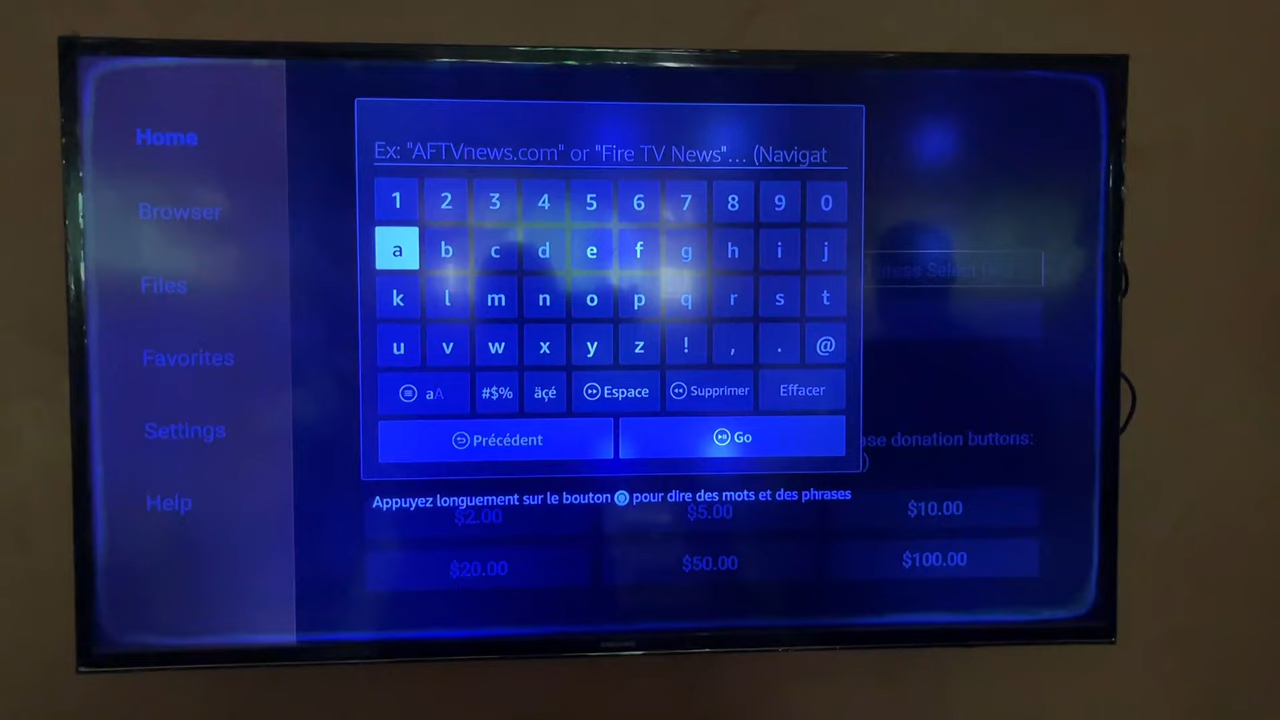 Home
Browser
Files
Favorites
Settings
Help
Ex: "AFTVnews.com" or "Fire TV News"... (Navigat
1 2 3 4 5 6 7 8 9 0
a b c d e f g h i j
k l m n o p q r s t
u v w x y z ! , . @
aA #$% äçé Espace Supprimer Effacer
Précédent Go
Appuyez longuement sur le bouton pour dire des mots et des phrases
Select
donation buttons:
)
$2.00 $5.00 $10.00
$20.00 $50.00 $100.00